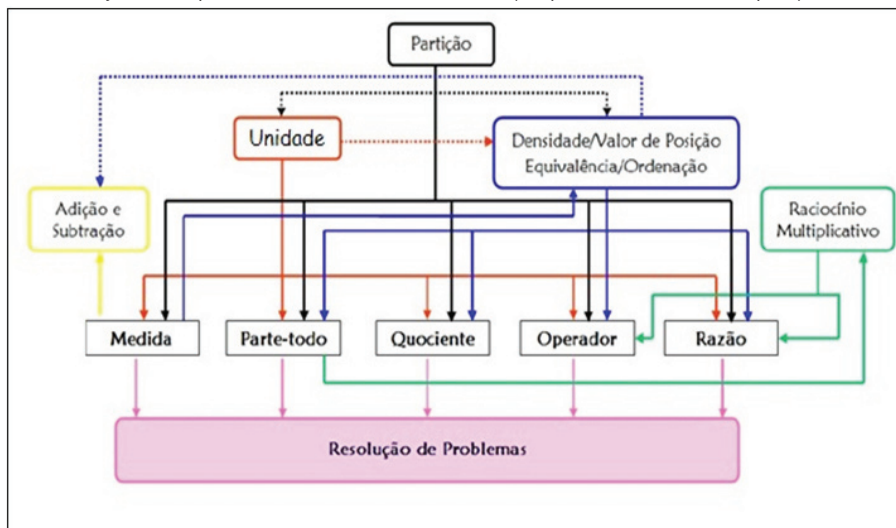 Partição
Unidade
Densidade/Valor de Posição
Equivalência/Ordenação
Adição e
Subtração
Raciocínio
Multiplicativo
Medida
Parte-todo
Quociente
Operador
Razão
Resolução de Problemas